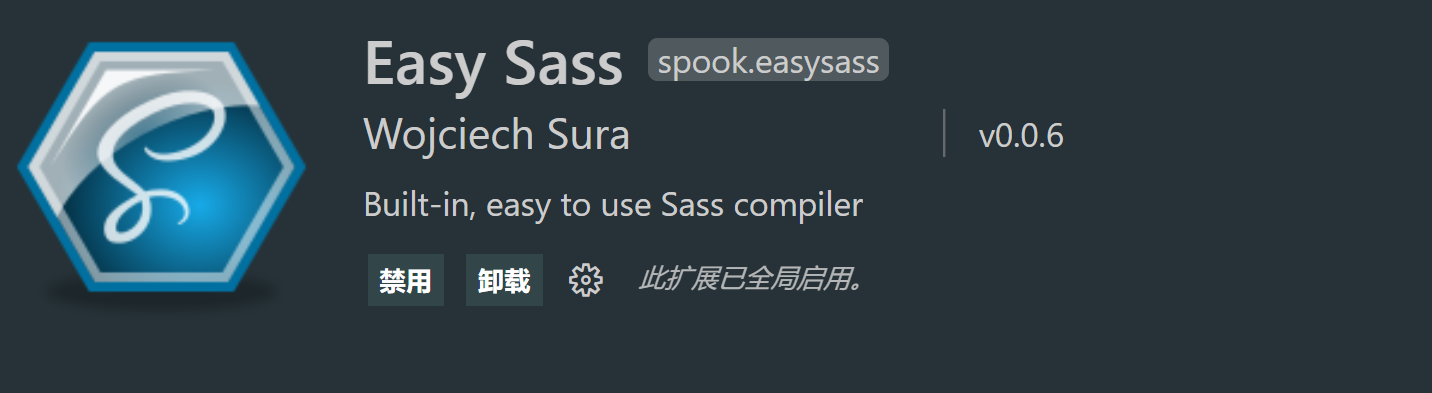 Easy Sass spook.easysass
Wojciech Sura | v0.0.6
Built-in, easy to use Sass compiler
禁用 卸载 此扩展已全局启用。